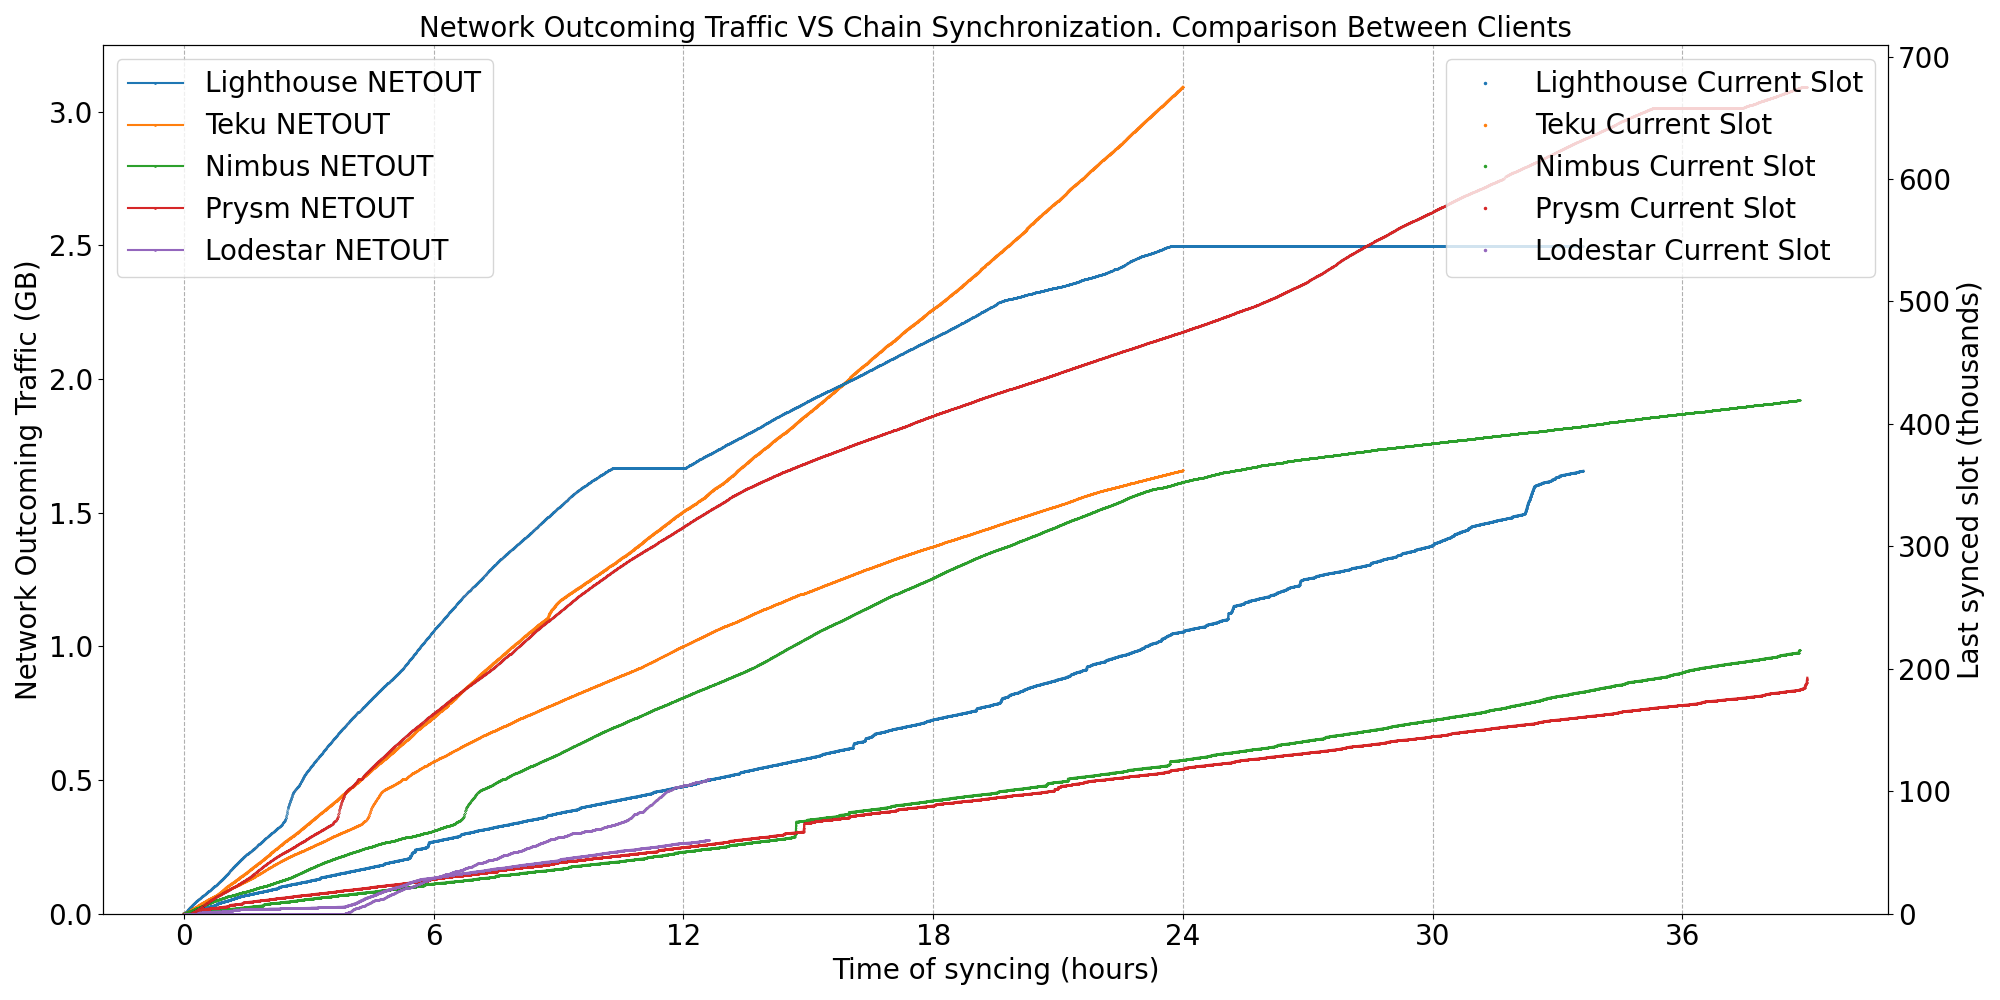 Network Outcoming Traffic VS Chain Synchronization. Comparison Between Clients
Lighthouse NETOUT
Teku NETOUT
Nimbus NETOUT
Prysm NETOUT
Lodestar NETOUT
Lighthouse Current Slot
Teku Current Slot
Nimbus Current Slot
Prysm Current Slot
Lodestar Current Slot
Network Outcoming Traffic (GB)
3.0
2.5
2.0
1.5
1.0
0.5
0.0
700
600
500
400
300
200
100
0
Last synced slot (thousands)
0 6 12 18 24 30 36
Time of syncing (hours)